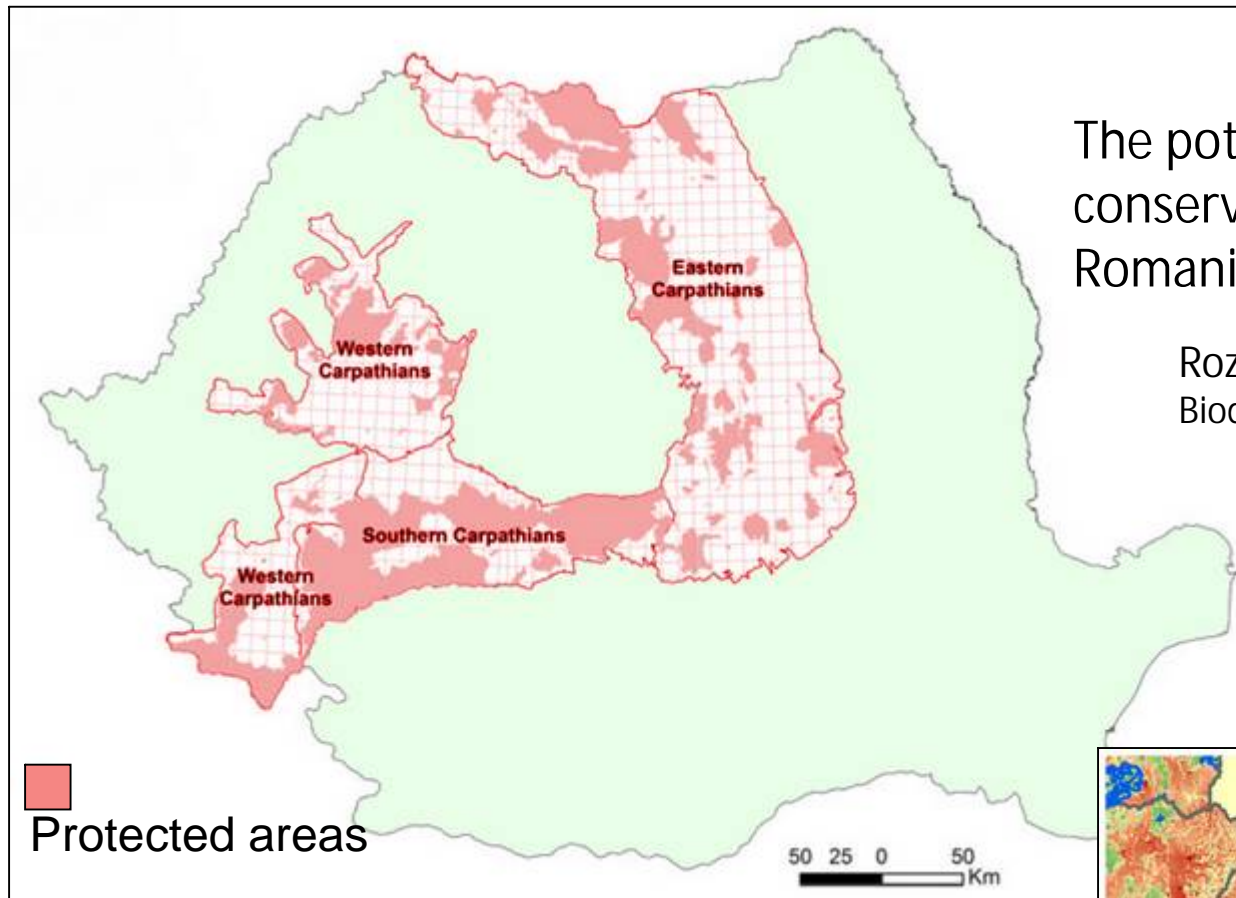 The pot
conserv
Romani
Roz
Biod
Eastern
Carpathians
Western
Carpathians
Southern Carpathians
Western
Carpathians
Protected areas
50 25 0 50
Km